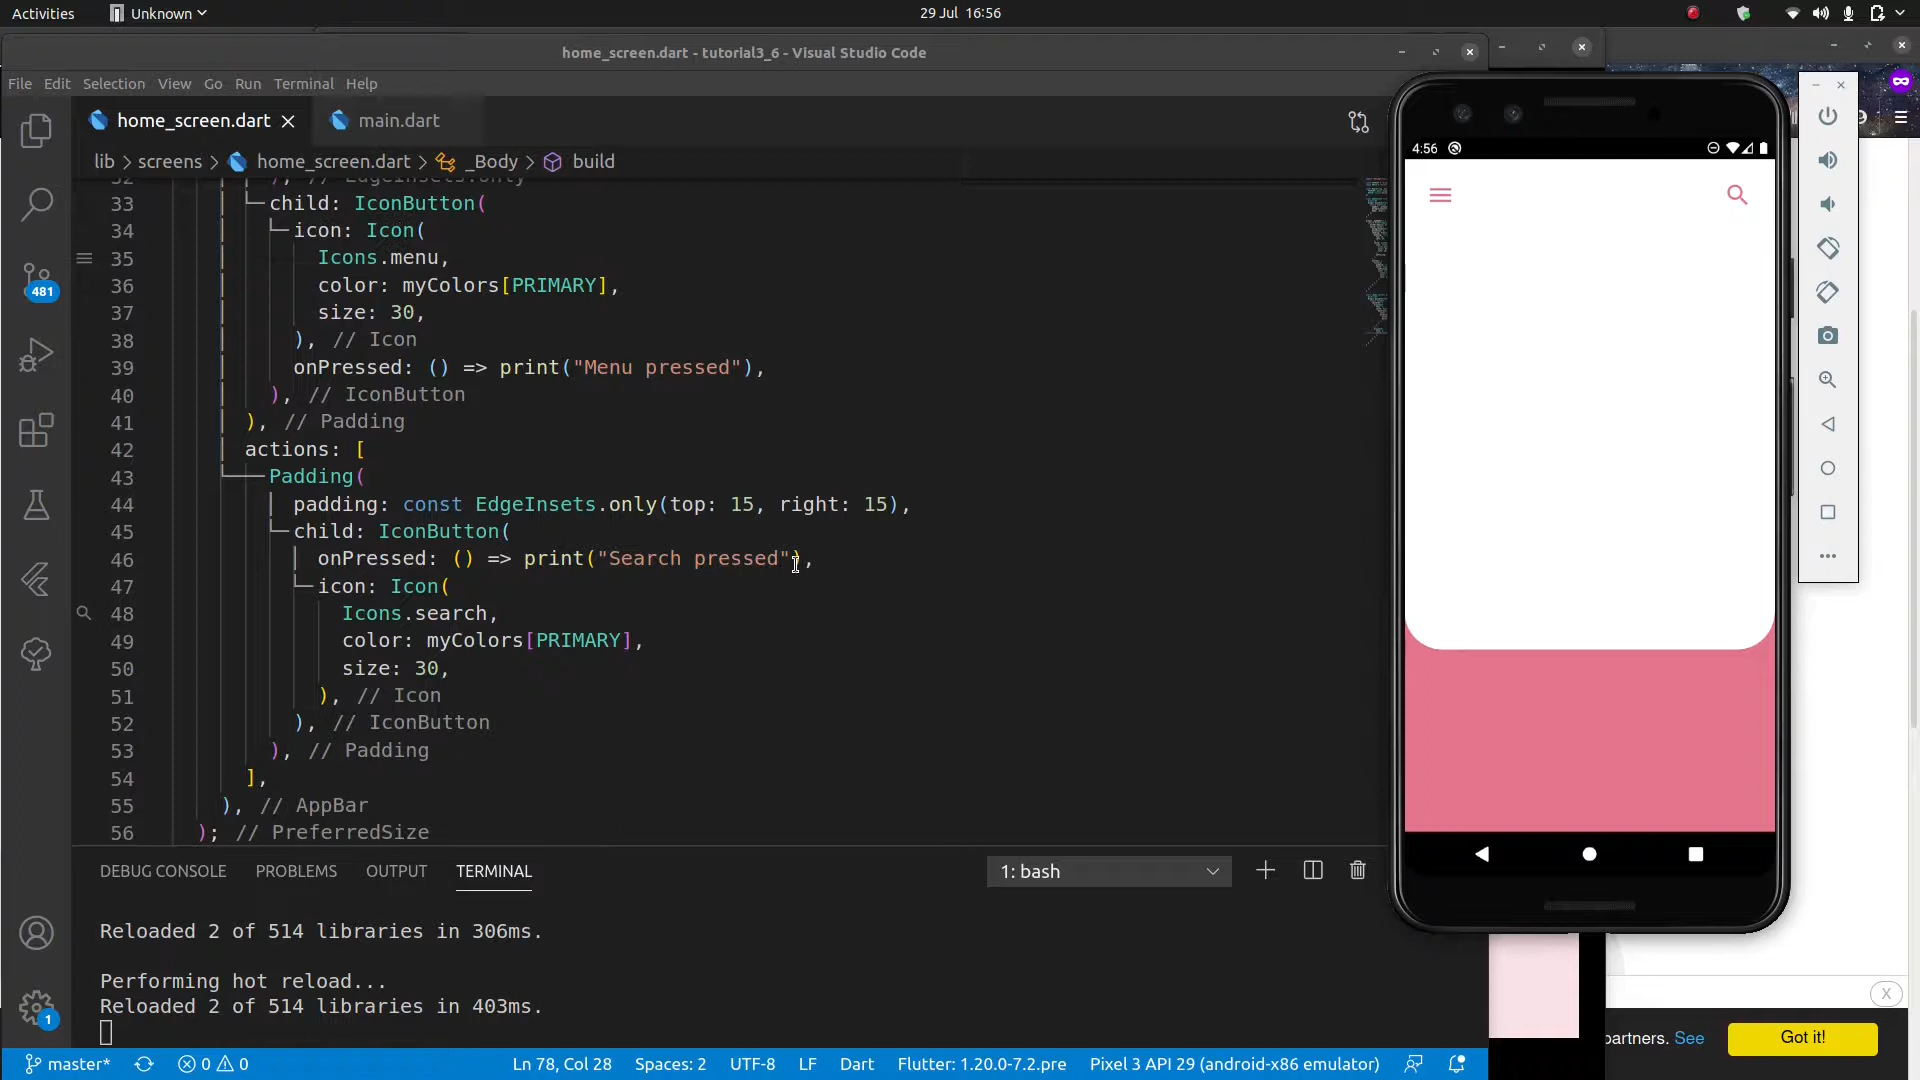 Activities
Unknown
29 Jul 16:56
home_screen.dart - tutorial3_6 - Visual Studio Code
File Edit Selection View Go Run Terminal Help
home_screen.dart
main.dart
lib > screens > home_screen.dart > _Body > build
32 ), // EdgeInsets.only
33 child: IconButton(
34 icon: Icon(
35 Icons.menu,
36 color: myColors[PRIMARY],
37 size: 30,
38 ), // Icon
39 onPressed: () => print("Menu pressed"),
40 ), // IconButton
41 ), // Padding
42 actions: [
43 Padding(
44 padding: const EdgeInsets.only(top: 15, right: 15),
45 child: IconButton(
46 onPressed: () => print("Search pressed"),
47 icon: Icon(
48 Icons.search,
49 color: myColors[PRIMARY],
50 size: 30,
51 ), // Icon
52 ), // IconButton
53 ), // Padding
54 ],
55 ), // AppBar
56 ); // PreferredSize
481
1
DEBUG CONSOLE PROBLEMS OUTPUT TERMINAL
1: bash
Reloaded 2 of 514 libraries in 306ms.
Performing hot reload...
Reloaded 2 of 514 libraries in 403ms.
master* 0 0 Ln 78, Col 28 Spaces: 2 UTF-8 LF Dart Flutter: 1.20.0-7.2.pre Pixel 3 API 29 (android-x86 emulator)
4:56
X
partners. See
Got it!